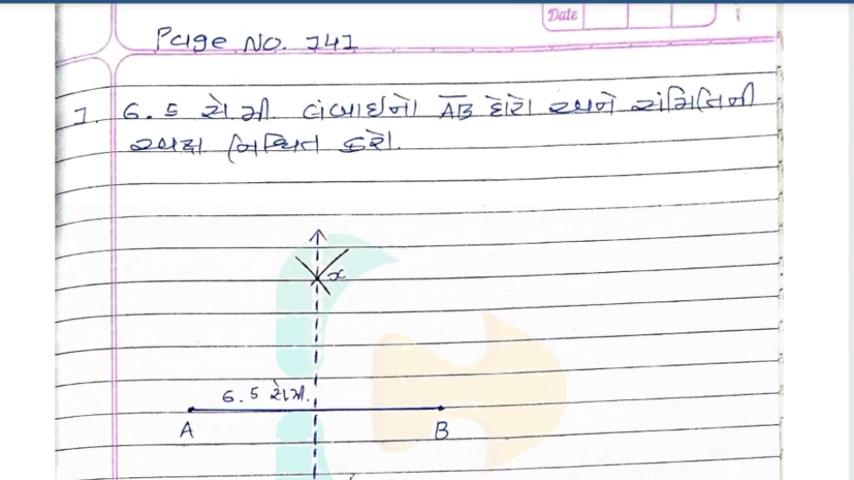 Date
Page No. 141
1. 6.5 સેમી લંબાઇનો AB દોરો અને સંમિતિની
અક્ષ નિશ્ચિત કરો.
x
6.5 સેમી.
A B